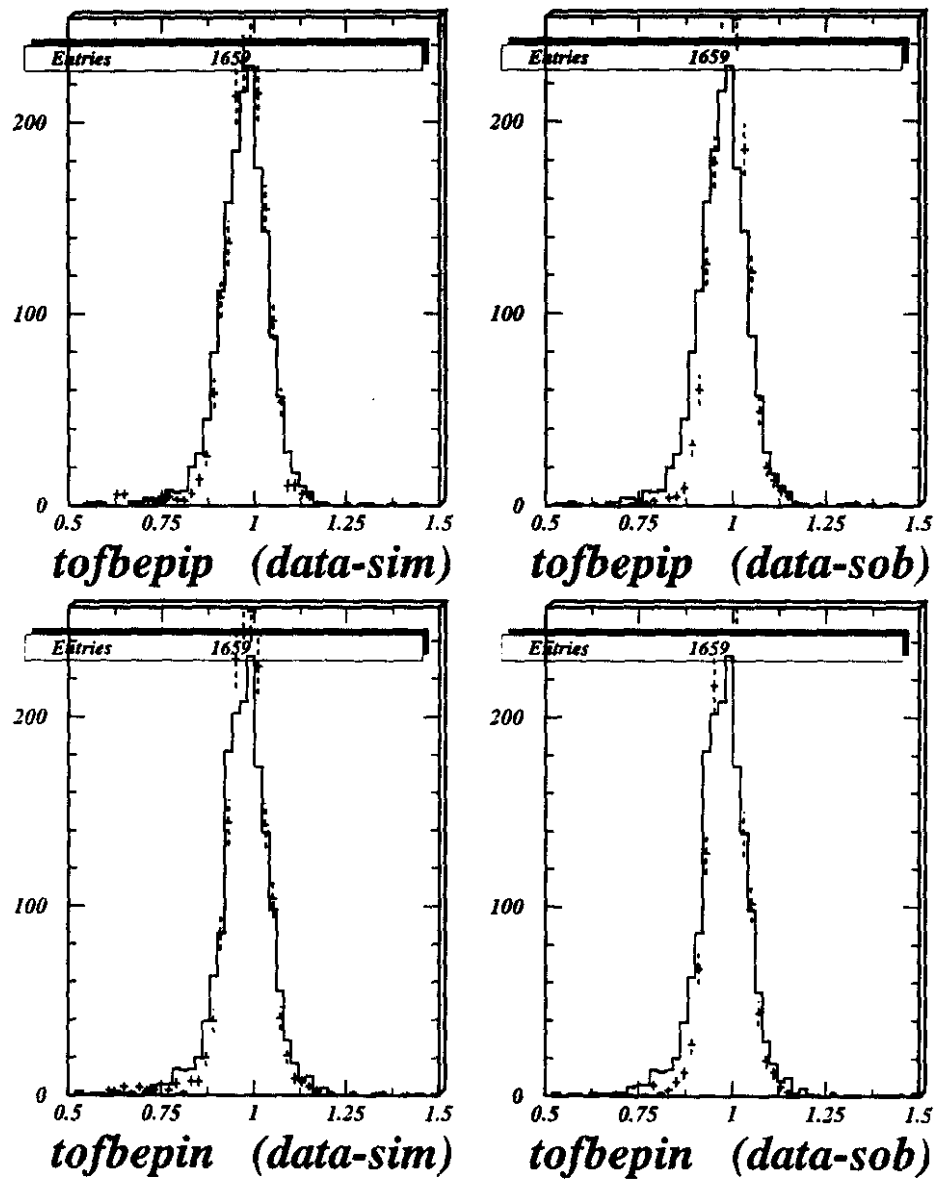 Entries 1659
200
100
0
0.5 0.75 1 1.25 1.5
tofbepip (data-sim)
Entries 1659
200
100
0
0.5 0.75 1 1.25 1.5
tofbepip (data-sob)
Entries 1659
200
100
0
0.5 0.75 1 1.25 1.5
tofbepin (data-sim)
Entries 1659
200
100
0
0.5 0.75 1 1.25 1.5
tofbepin (data-sob)